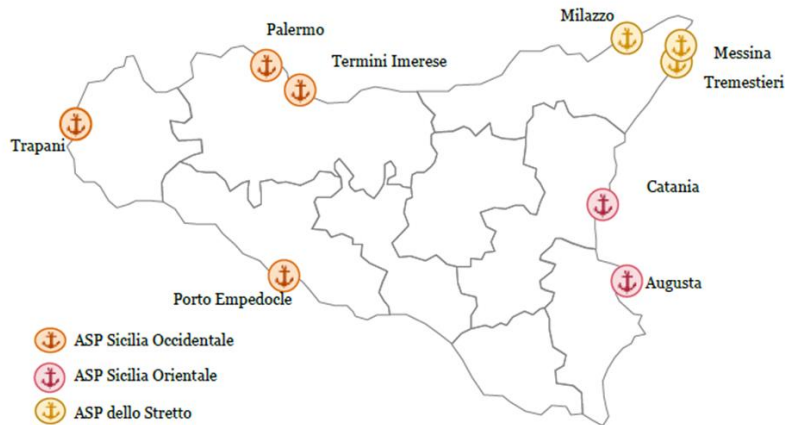 Milazzo
Palermo
Messina
Termini Imerese
Tremestieri
Trapani
Catania
Augusta
Porto Empedocle
ASP Sicilia Occidentale
ASP Sicilia Orientale
ASP dello Stretto